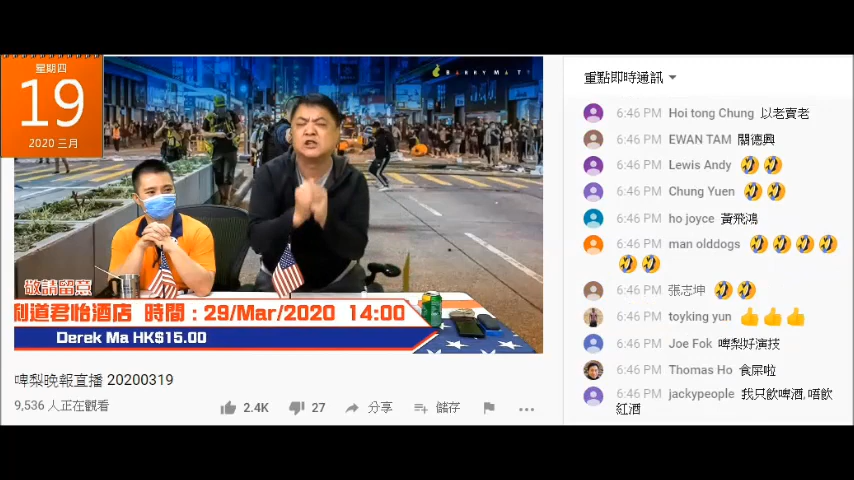 星期四
19
2020 三月
BARRYMATT
敬請留意
利道君怡酒店 時間：29/Mar/2020 14:00
Derek Ma HK$15.00
啤梨晚報直播 20200319
9,536 人正在觀看
2.4K
27
分享
儲存
重點即時通訊
6:46 PM Hoi tong Chung 以老賣老
6:46 PM EWAN TAM 關德興
6:46 PM Lewis Andy 🤣🤣
6:46 PM Chung Yuen 🤣🤣
6:46 PM ho joyce 黃飛鴻
6:46 PM man olddogs 🤣🤣🤣🤣
🤣🤣
6:46 PM 張志坤 🤣🤣
6:46 PM toyking yun 👍👍👍
6:46 PM Joe Fok 啤梨好演技
6:46 PM Thomas Ho 食屎啦
6:46 PM jackypeople 我只飲啤酒, 唔飲
紅酒